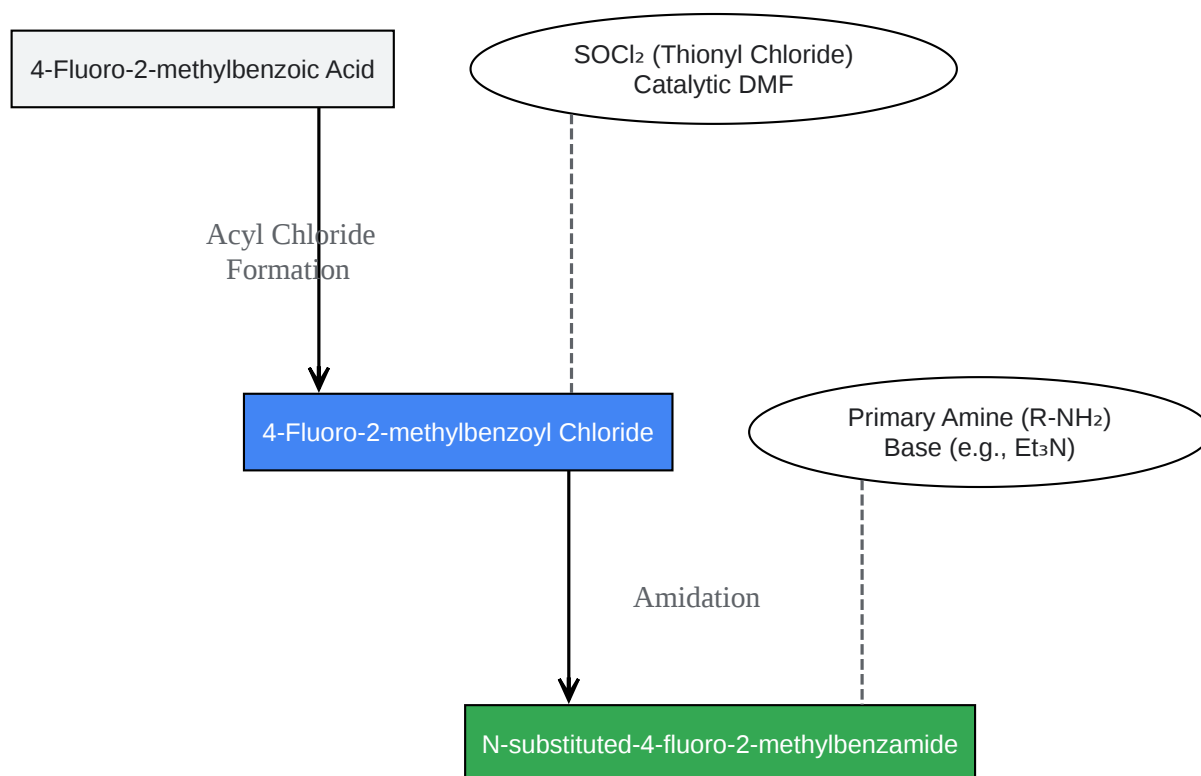 4-Fluoro-2-methylbenzoic Acid
SOCl₂ (Thionyl Chloride)
Catalytic DMF
Acyl Chloride
Formation
4-Fluoro-2-methylbenzoyl Chloride
Primary Amine (R-NH₂)
Base (e.g., Et₃N)
Amidation
N-substituted-4-fluoro-2-methylbenzamide